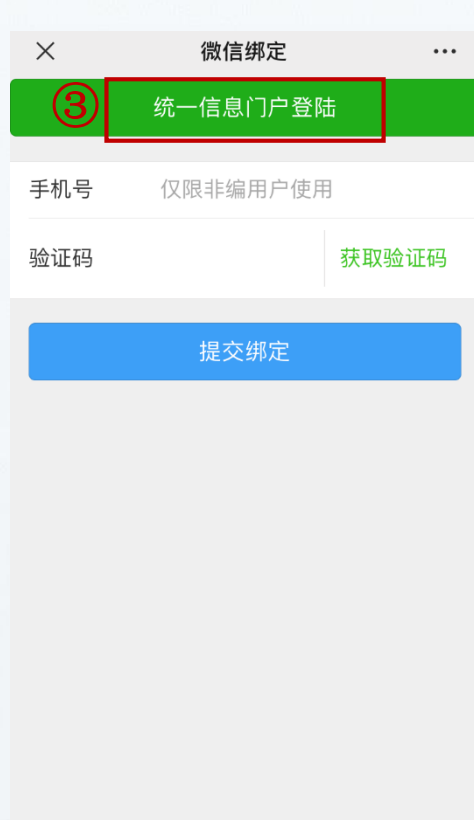 微信绑定
③ 统一信息门户登陆
手机号 仅限非编用户使用
验证码 获取验证码
提交绑定